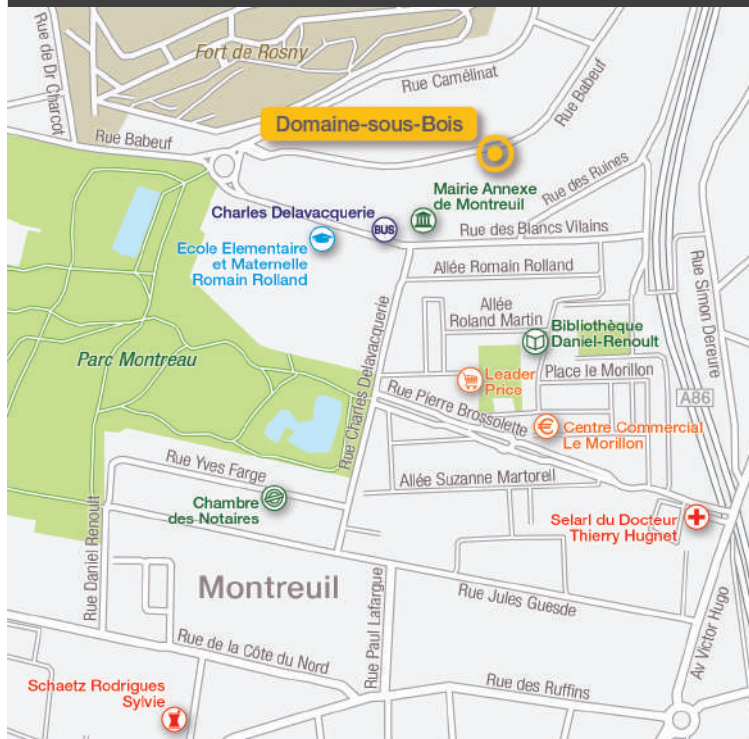 Fort de Rosny
Rue de Dr Charcot
Rue Camélinat
Rue Babeuf
Domaine-sous-Bois
Rue Babeuf
Mairie Annexe
de Montreuil
Rue des Ruines
Charles Delavacquerie
BUS
Rue des Blancs Vilains
Ecole Elementaire
et Maternelle
Romain Rolland
Allée Romain Rolland
Rue Simon Dereure
Allée
Roland Martin
Bibliothèque
Daniel-Renoult
Parc Montreau
Rue Charles Delavacquerie
Leader
Price
Place le Morillon
Rue Pierre Brossolette
A86
Centre Commercial
Le Morillon
Rue Yves Farge
Allée Suzanne Martorell
Chambre
des Notaires
Selarl du Docteur
Thierry Hugnet
Rue Daniel Renoult
Montreuil
Rue Jules Guesde
Rue Paul Lafargue
Av Victor Hugo
Rue de la Côte du Nord
Rue des Ruffins
Schaetz Rodrigues
Sylvie